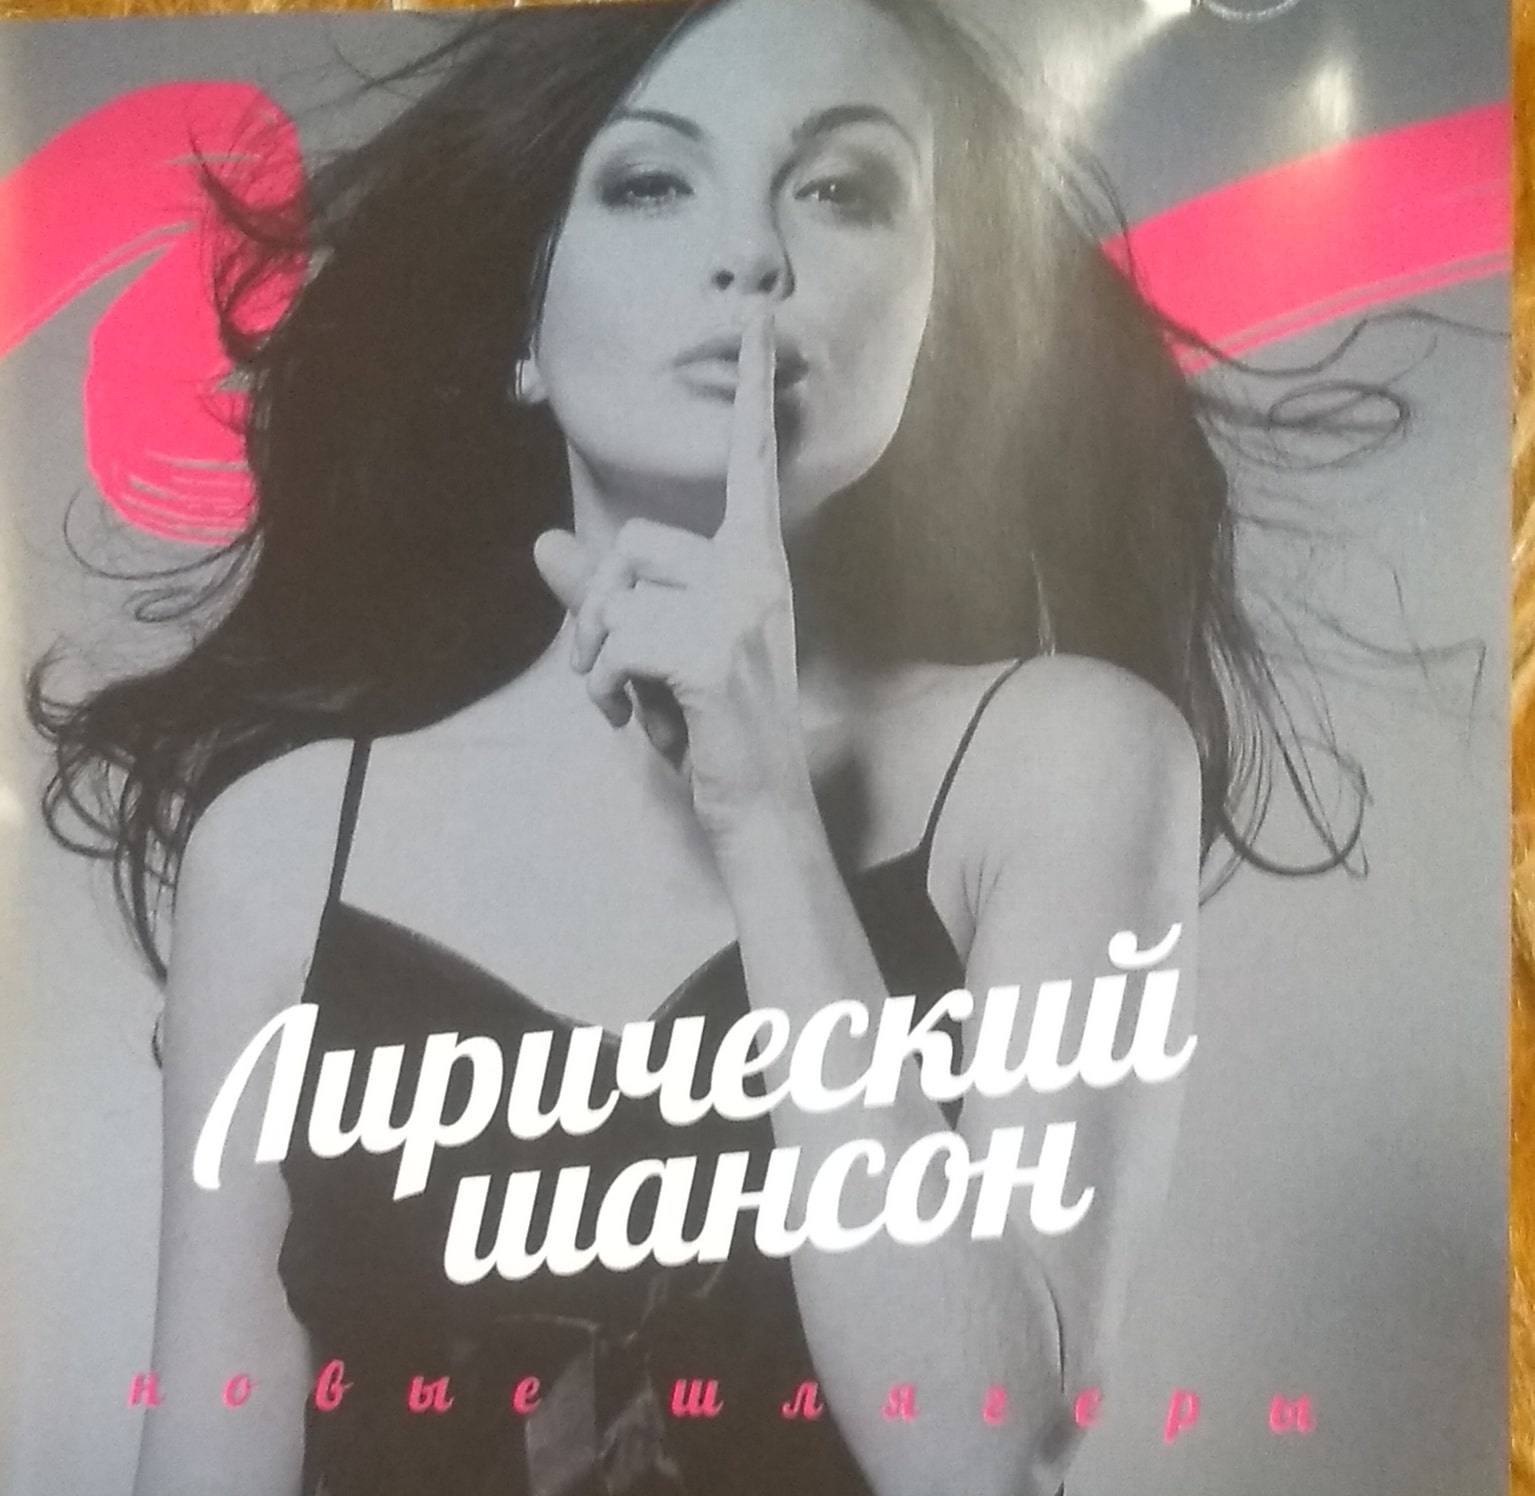 Лирический
шансон
новые шлягеры